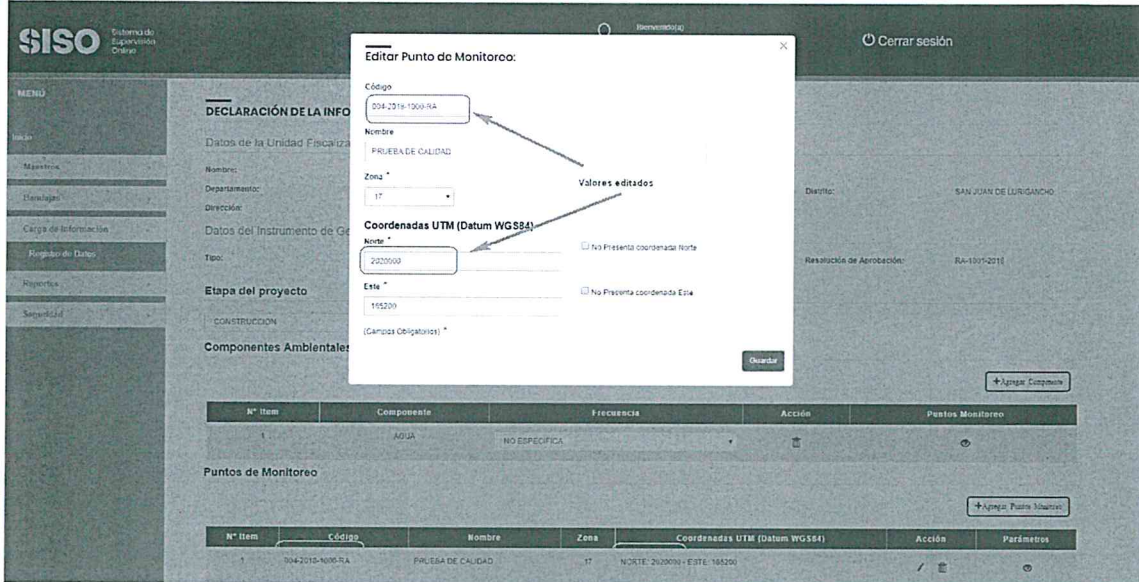 SISO
Sistema de
Supervisión
Online
Bienvenido(a)
Cerrar sesión
MENÚ
Inicio
Maestros
Bandejas
Carga de Información
Registro de Datos
Reportes
Seguridad
DECLARACIÓN DE LA INFO
Datos de la Unidad Fiscaliza
Nombre:
Departamento:
Dirección:
Distrito:
SAN JUAN DE LURIGANCHO
Datos del Instrumento de Ge
Tipo:
Resolución de Aprobación:
RA-1001-2018
Etapa del proyecto
CONSTRUCCIÓN
Componentes Ambientales
Editar Punto de Monitoreo:
×
Código
004-2018-1000-RA
Nombre
PRUEBA DE CALIDAD
Zona *
17
Valores editados
Coordenadas UTM (Datum WGS84)
Norte *
2020000
No Presenta coordenada Norte
Este *
165200
No Presenta coordenada Este
(Campos Obligatorios) *
Guardar
+Agregar Componente
N° Item Componente Frecuencia Acción Puntos Monitoreo
1 AGUA NO ESPECIFICA
Puntos de Monitoreo
+Agregar Puntos Monitoreo
N° Item Código Nombre Zona Coordenadas UTM (Datum WGS84) Acción Parámetros
1 004-2018-1000-RA PRUEBA DE CALIDAD 17 NORTE: 2020000 - ESTE: 165200